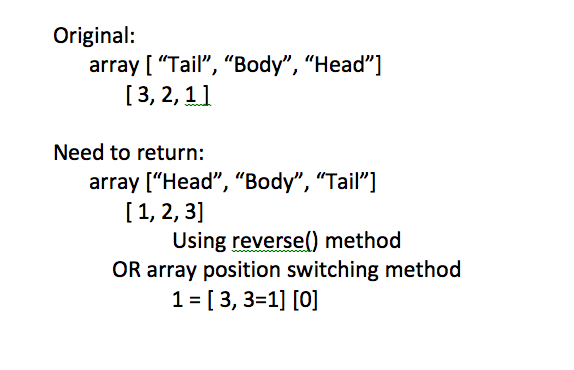 Original:
array [ “Tail”, “Body”, “Head”]
[ 3, 2, 1 ]
Need to return:
array [“Head”, “Body”, “Tail”]
[ 1, 2, 3]
Using reverse() method
OR array position switching method
1 = [ 3, 3=1] [0]